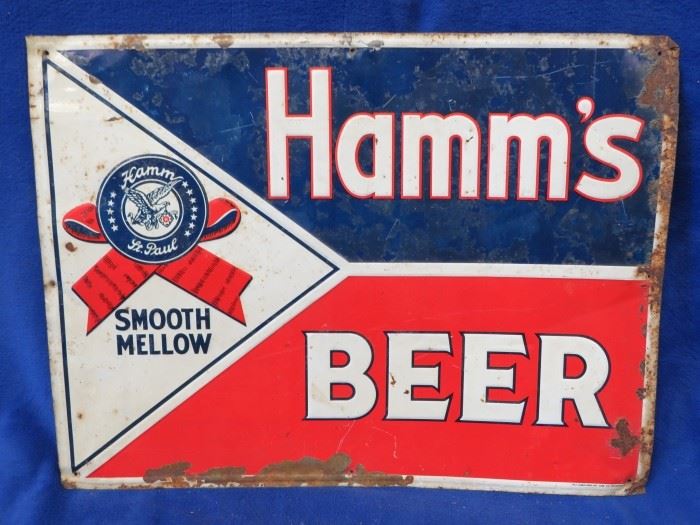 Hamm's
BEER
Hamm
St. Paul
SMOOTH
MELLOW